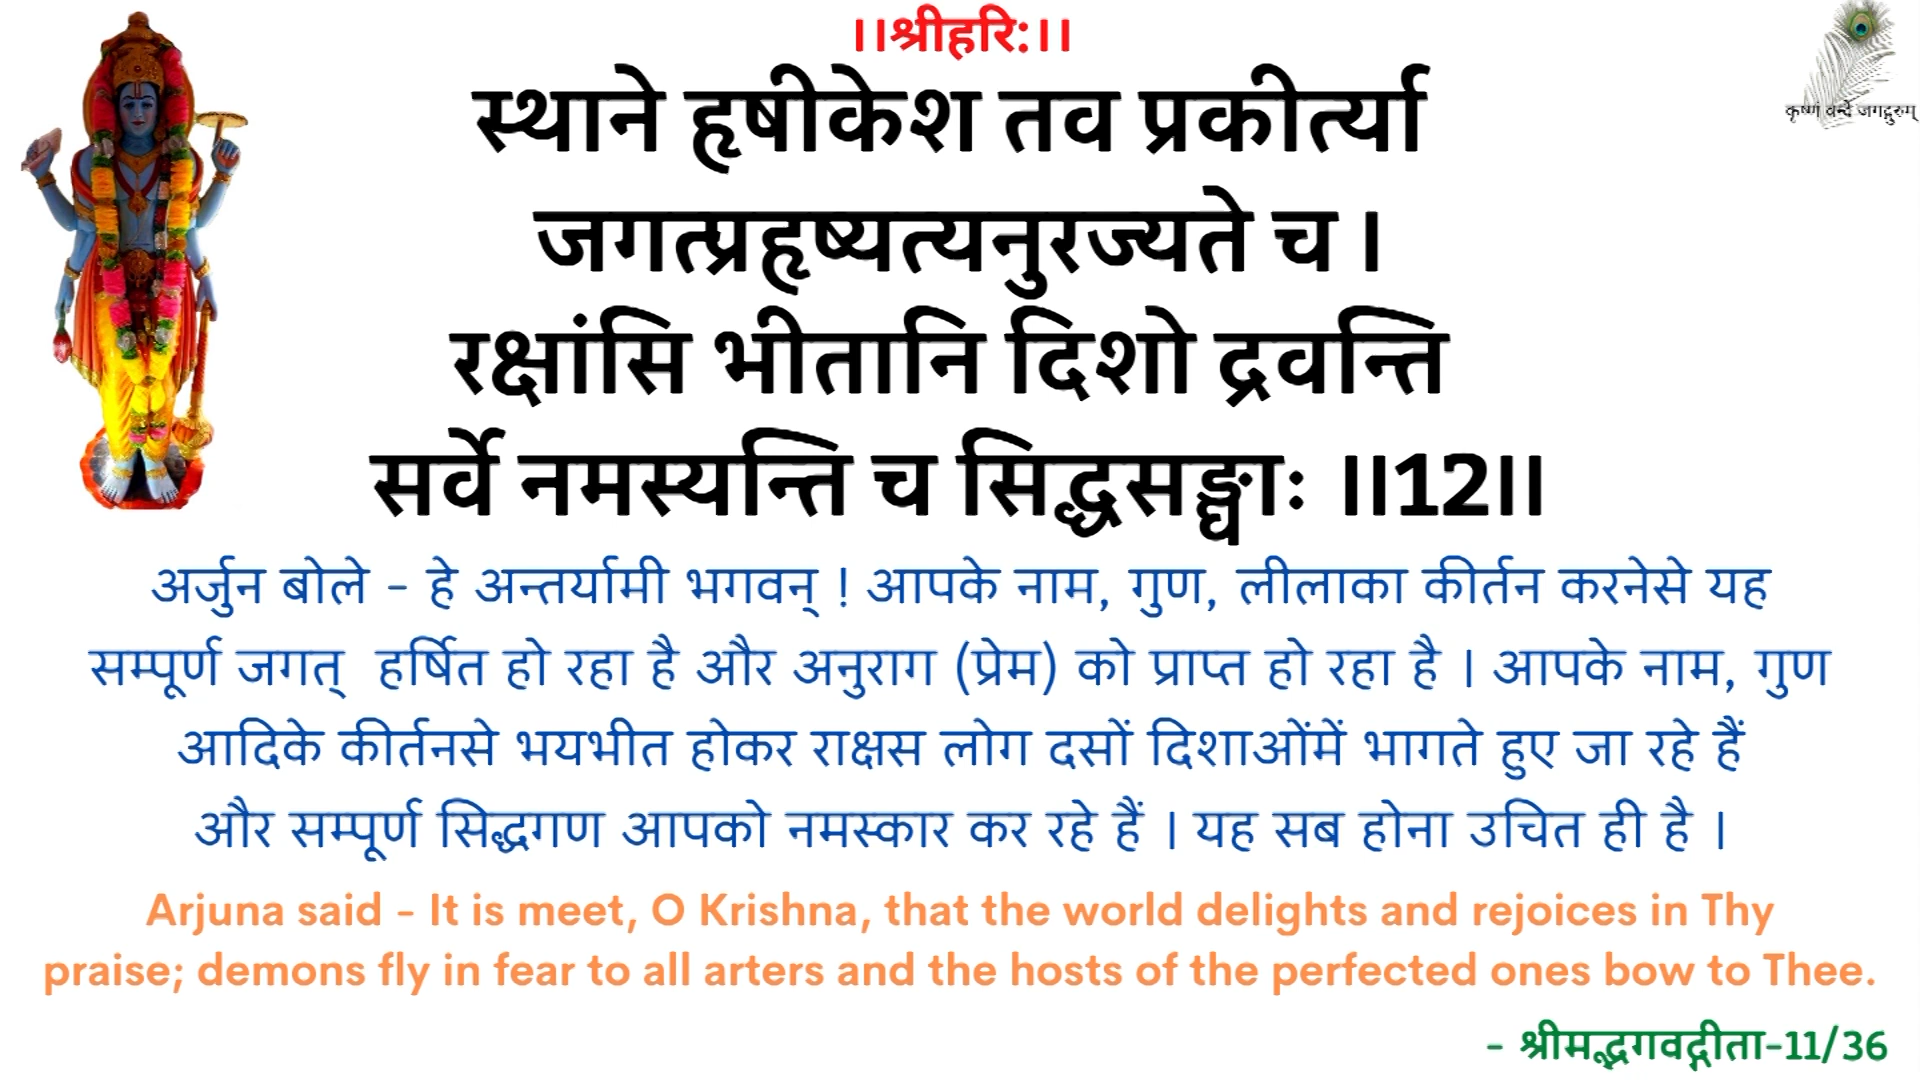 ।।श्रीहरि:।।
कृष्णं वन्दे जगद्गुरुम्
स्थाने हृषीकेश तव प्रकीर्त्या
जगत्प्रहृष्यत्यनुरज्यते च ।
रक्षांसि भीतानि दिशो द्रवन्ति
सर्वे नमस्यन्ति च सिद्धसङ्घाः ।।12।।
अर्जुन बोले - हे अन्तर्यामी भगवन् ! आपके नाम, गुण, लीलाका कीर्तन करनेसे यह
सम्पूर्ण जगत् हर्षित हो रहा है और अनुराग (प्रेम) को प्राप्त हो रहा है । आपके नाम, गुण
आदिके कीर्तनसे भयभीत होकर राक्षस लोग दसों दिशाओंमें भागते हुए जा रहे हैं
और सम्पूर्ण सिद्धगण आपको नमस्कार कर रहे हैं । यह सब होना उचित ही है ।
Arjuna said - It is meet, O Krishna, that the world delights and rejoices in Thy
praise; demons fly in fear to all arters and the hosts of the perfected ones bow to Thee.
- श्रीमद्भगवद्गीता-11/36